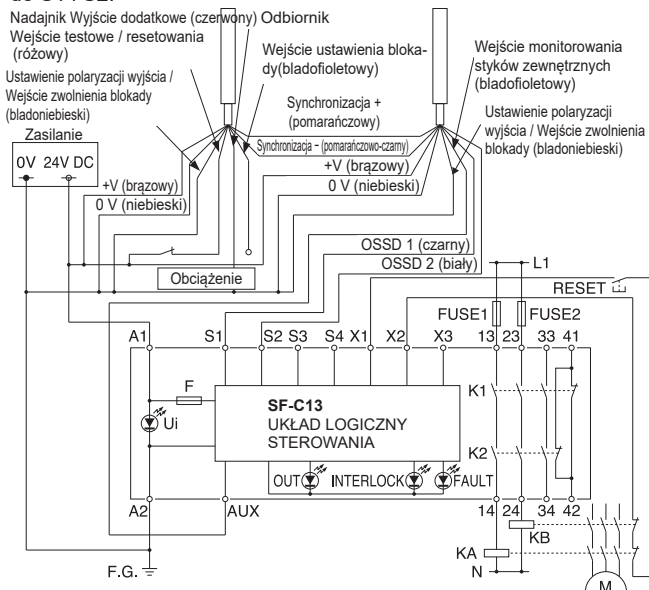 Nadajnik Wyjście dodatkowe (czerwony) Odbiornik
Wejście testowe / resetowania
(różowy)
Ustawienie polaryzacji wyjścia /
Wejście zwolnienia blokady
(bladoniebieski)
Wejście ustawienia bloka-
dy(bladofioletowy)
Wejście monitorowania
styków zewnętrznych
(bladofioletowy)
Ustawienie polaryzacji
wyjścia / Wejście zwolnienia
blokady (bladoniebieski)
Synchronizacja +
(pomarańczowy)
Synchronizacja – (pomarańczowo-czarny)
Zasilanie
0V 24V DC
+V (brązowy)
0 V (niebieski)
+V (brązowy)
0 V (niebieski)
OSSD 1 (czarny)
OSSD 2 (biały)
Obciążenie
L1
RESET
FUSE1 FUSE2
A1 S1 S2 S3 S4 X1 X2 X3 13 23 33 41
F
Ui
SF-C13
UKŁAD LOGICZNY
STEROWANIA
K1
K2
OUT INTERLOCK FAULT
A2 AUX 14 24 34 42
KB
KA
F.G. N
M